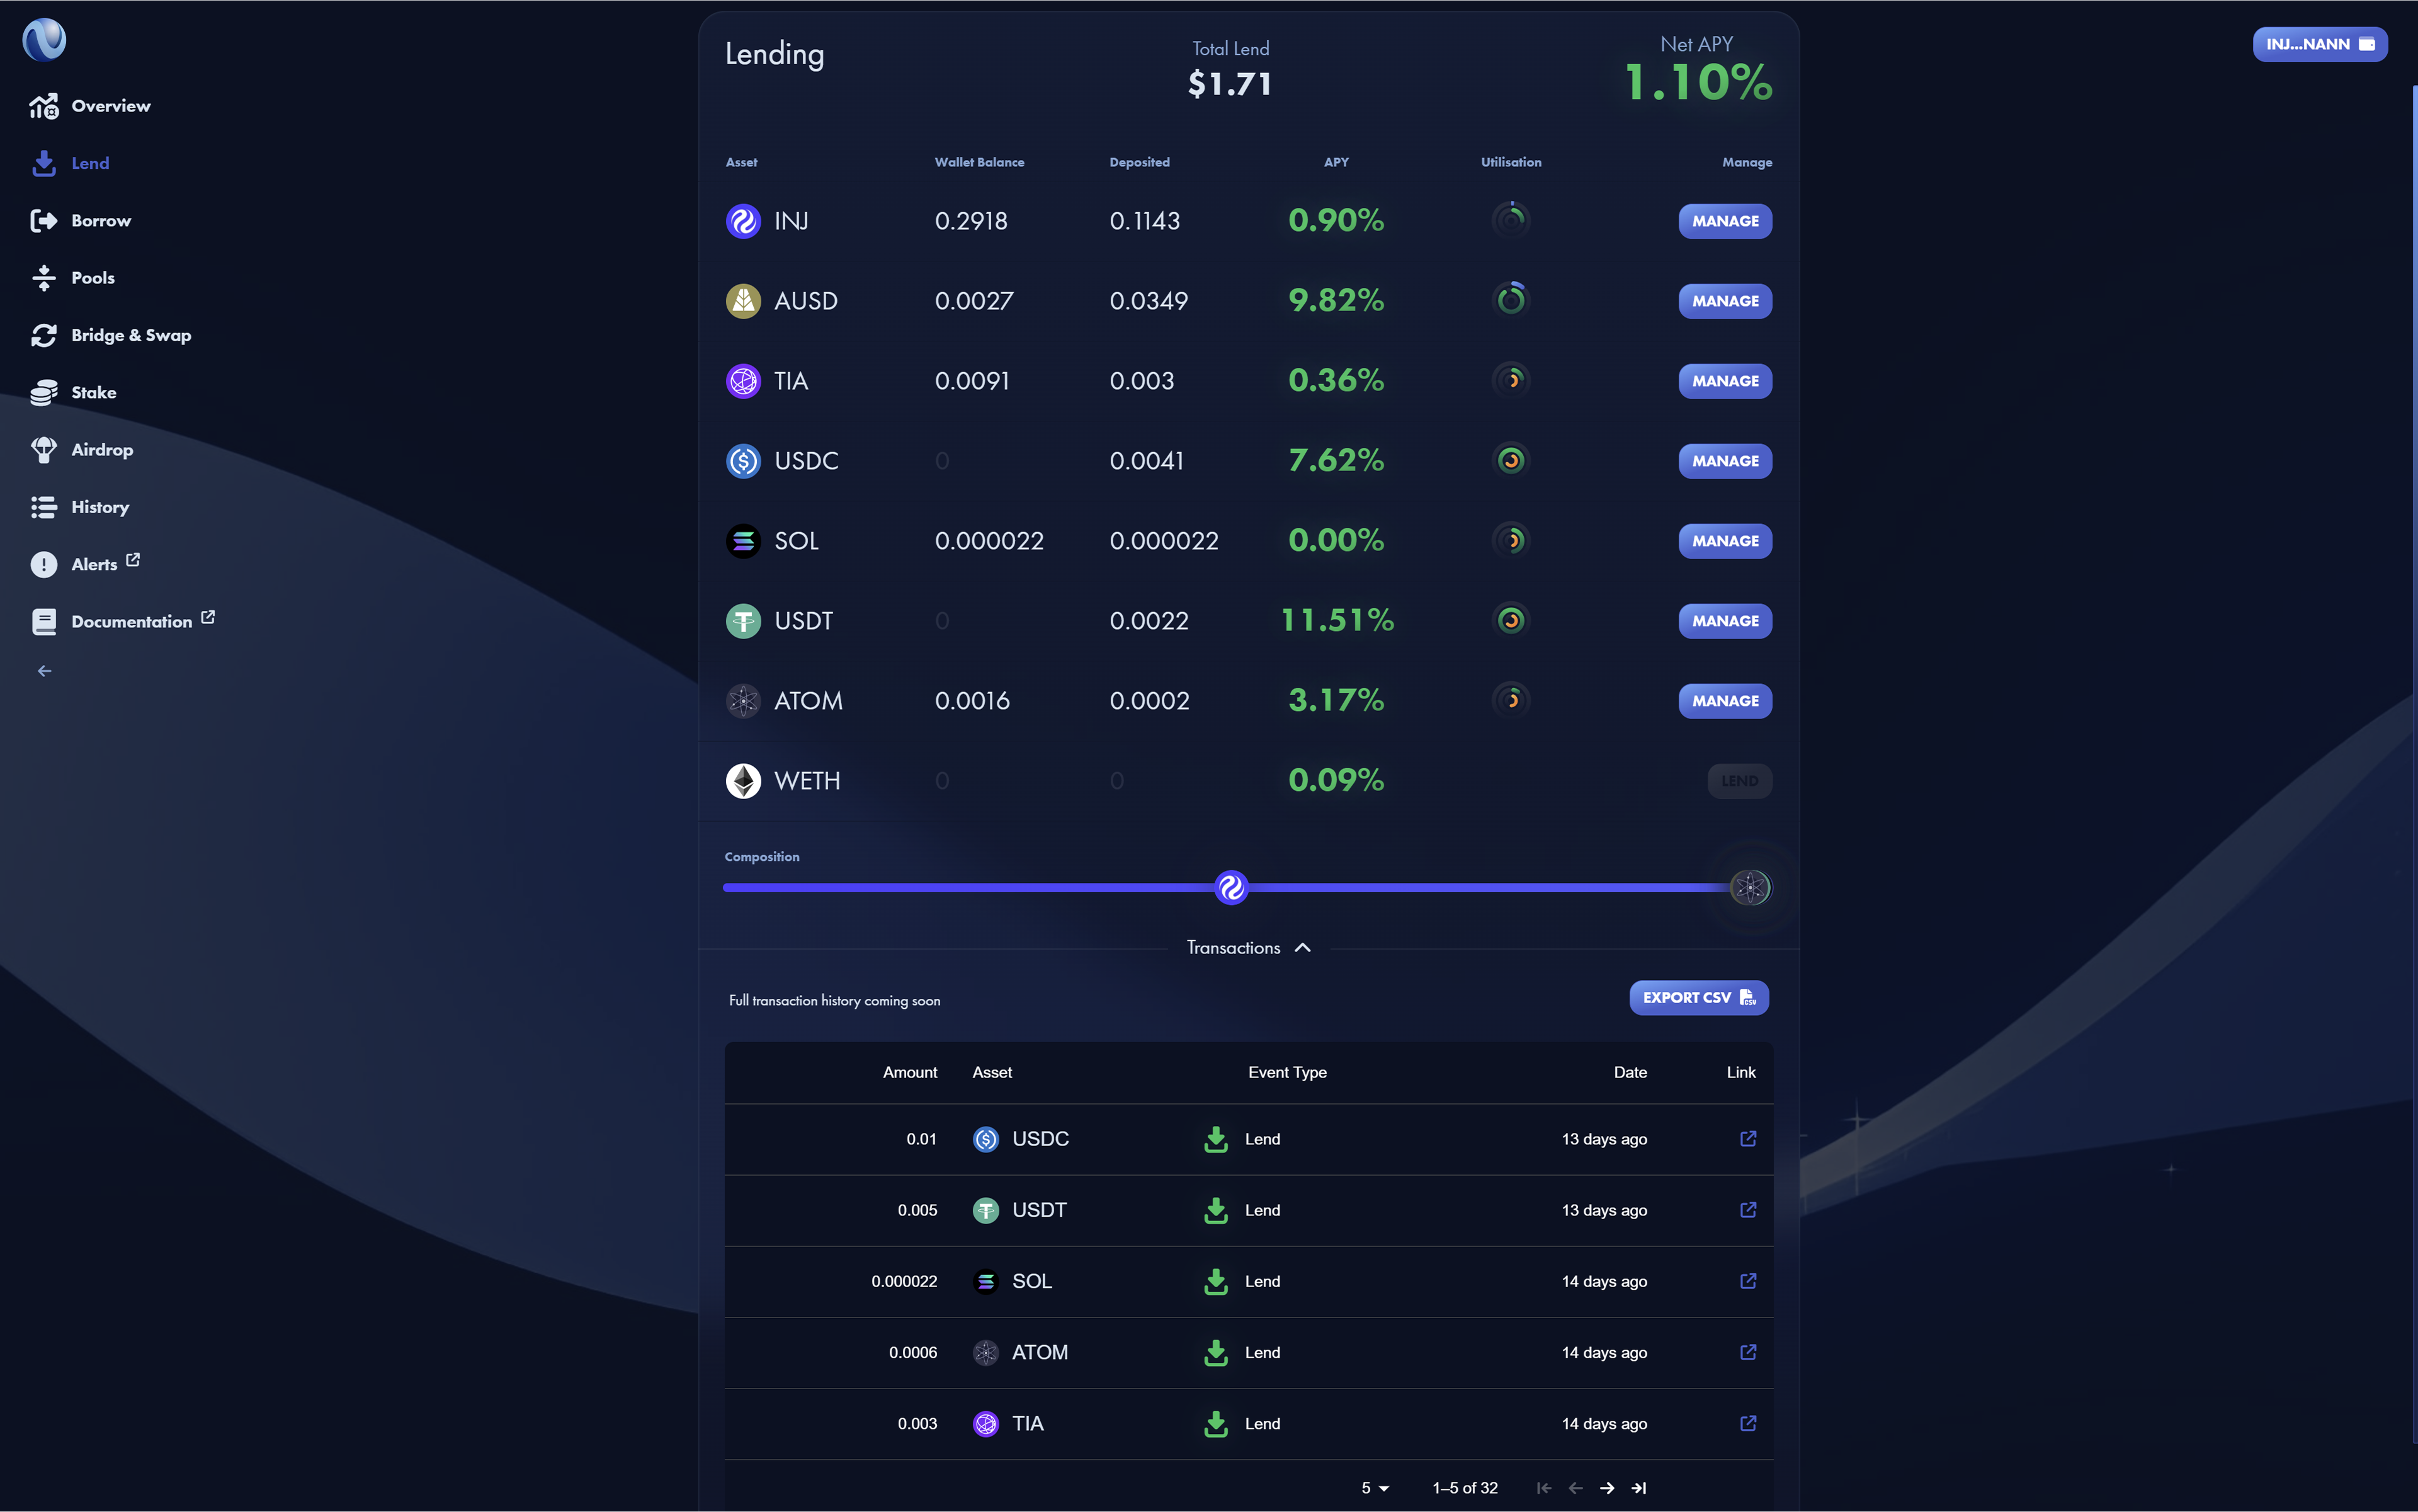 INJ...NANN
Overview
Lend
Borrow
Pools
Bridge & Swap
Stake
Airdrop
History
Alerts
Documentation
Lending
Total Lend
$1.71
Net APY
1.10%
Asset Wallet Balance Deposited APY Utilisation Manage
INJ 0.2918 0.1143 0.90% MANAGE
AUSD 0.0027 0.0349 9.82% MANAGE
TIA 0.0091 0.003 0.36% MANAGE
USDC 0 0.0041 7.62% MANAGE
SOL 0.000022 0.000022 0.00% MANAGE
USDT 0 0.0022 11.51% MANAGE
ATOM 0.0016 0.0002 3.17% MANAGE
WETH 0 0 0.09% LEND
Composition
Transactions
Full transaction history coming soon
EXPORT CSV
Amount Asset Event Type Date Link
0.01 USDC Lend 13 days ago
0.005 USDT Lend 13 days ago
0.000022 SOL Lend 14 days ago
0.0006 ATOM Lend 14 days ago
0.003 TIA Lend 14 days ago
5 1–5 of 32